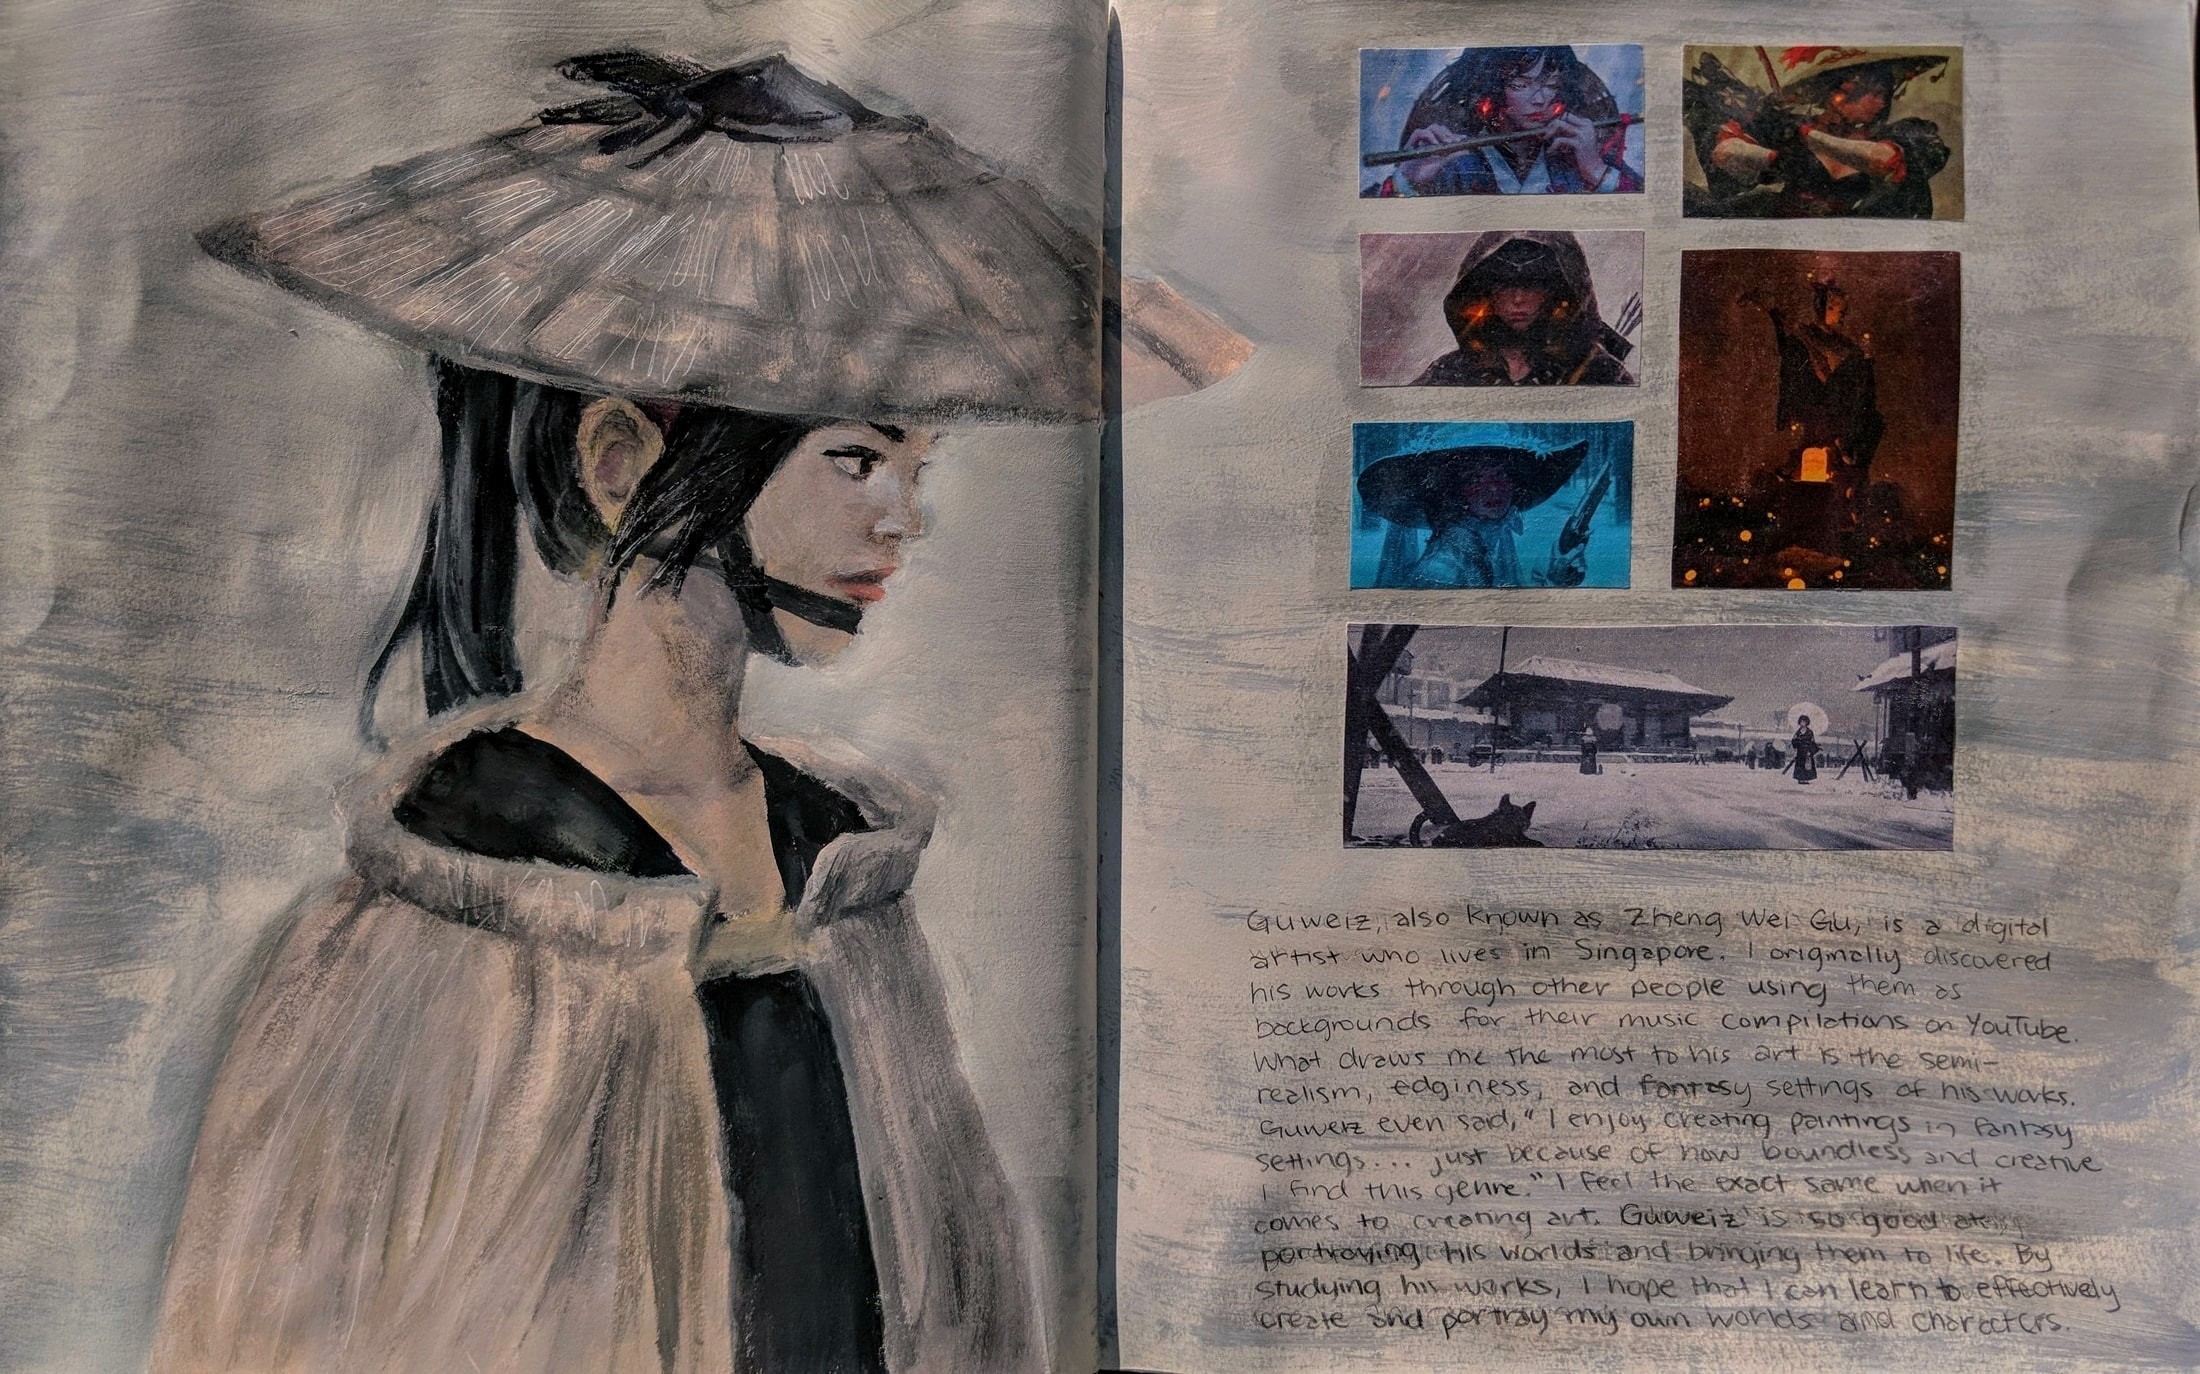 Guweiz, also known as Zheng Wei Gu, is a digital
artist who lives in Singapore. I originally discovered
his works through other people using them as
backgrounds for their music compilations on YouTube.
What draws me the most to his art is the semi-
realism, edginess, and fantasy settings of his works.
Guweiz even said, "I enjoy creating paintings in fantasy
settings... just because of how boundless and creative
I find this genre." I feel the exact same when it
comes to creating art. Guweiz is so good at
portraying his worlds and bringing them to life. By
studying his works, I hope that I can learn to effectively
create and portray my own worlds and characters.